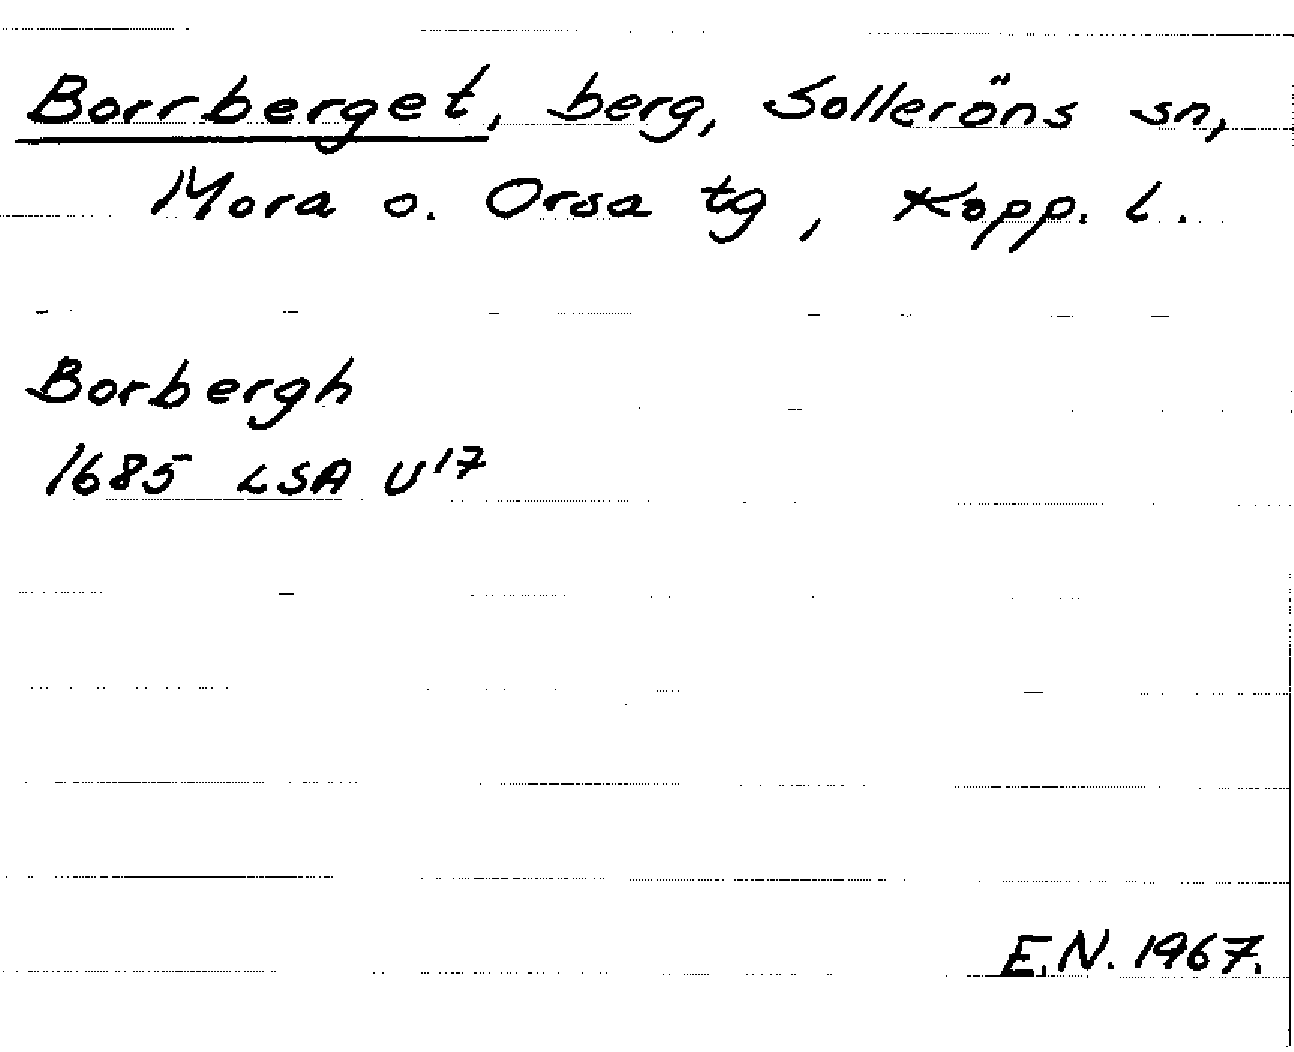 Borrberget, berg, Solleröns sn,
Mora o. Orsa tg, Kopp. l.
Borbergh
1685 LSA U17
E.N. 1967.